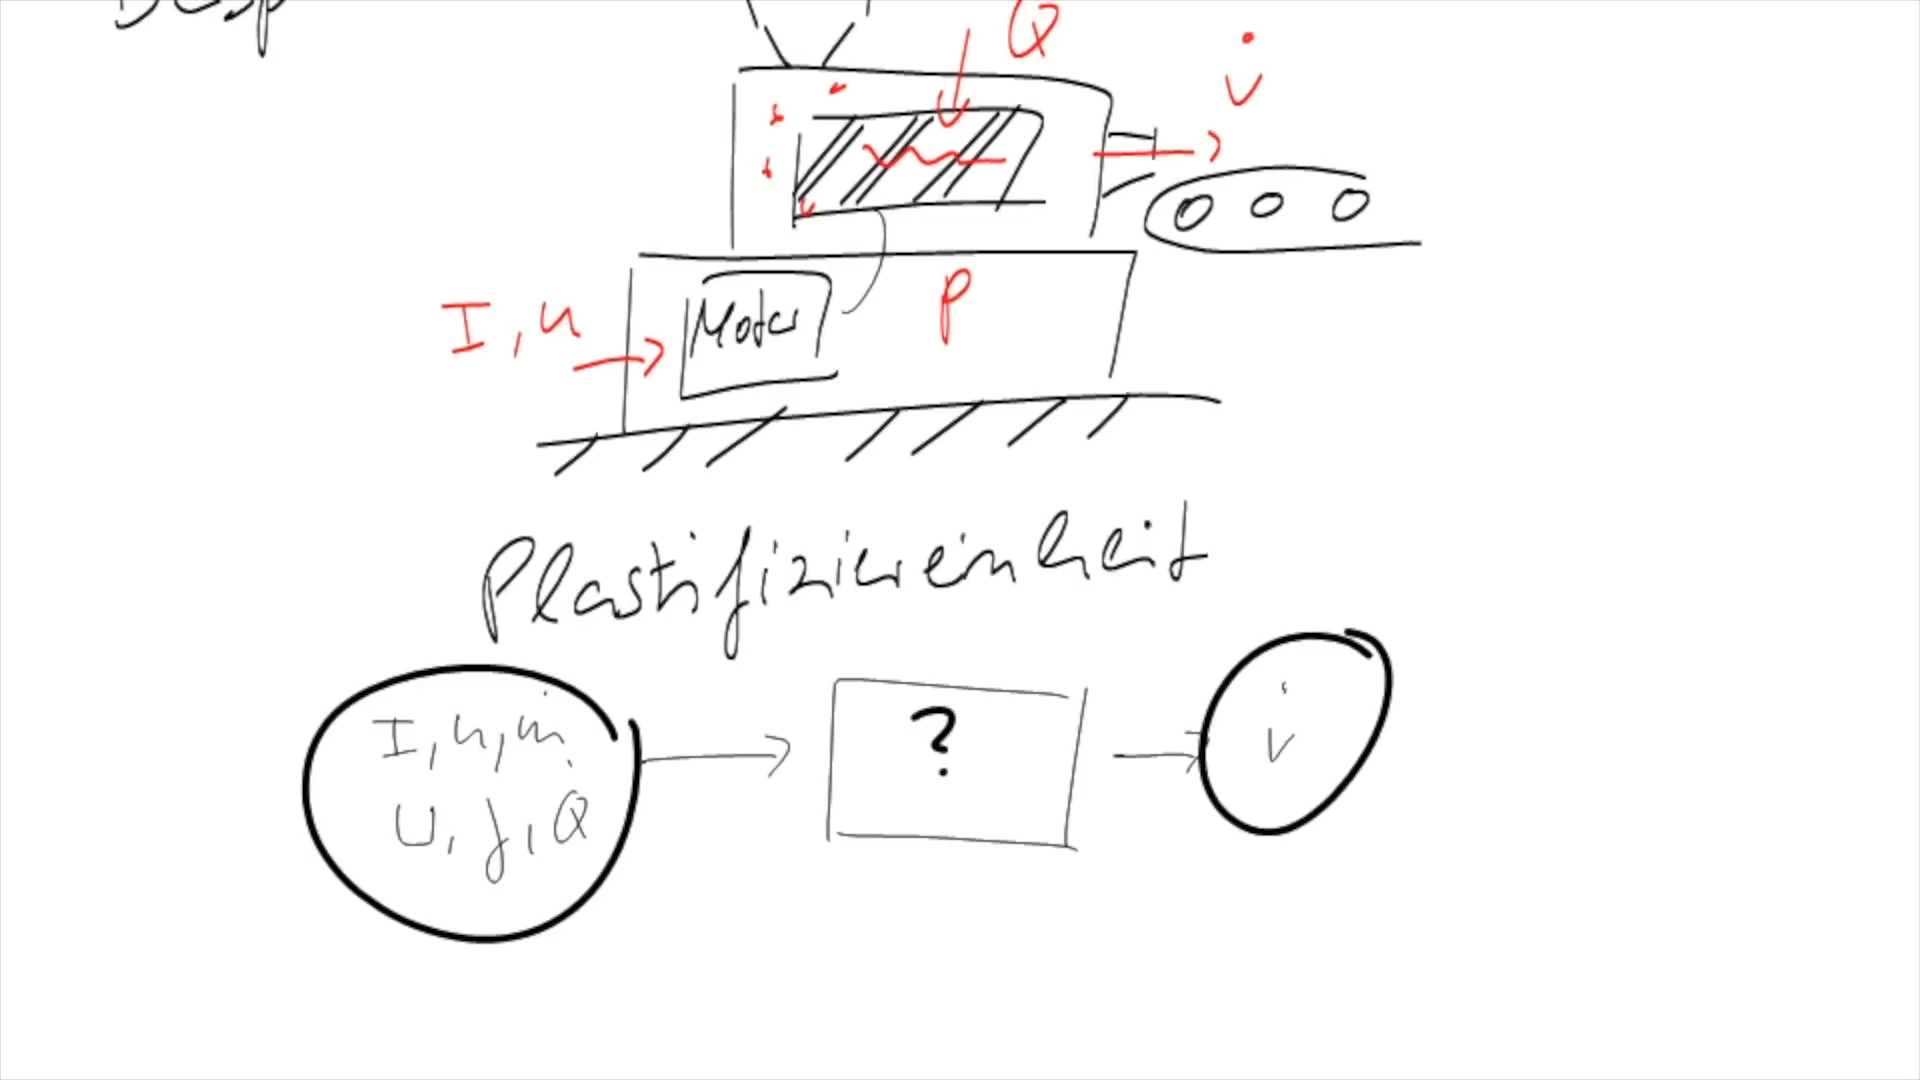 Q
V̇
I, u
Motor
P
Plastifiziereinheit
I, u, ṁ
U, f, Q
?
V̇